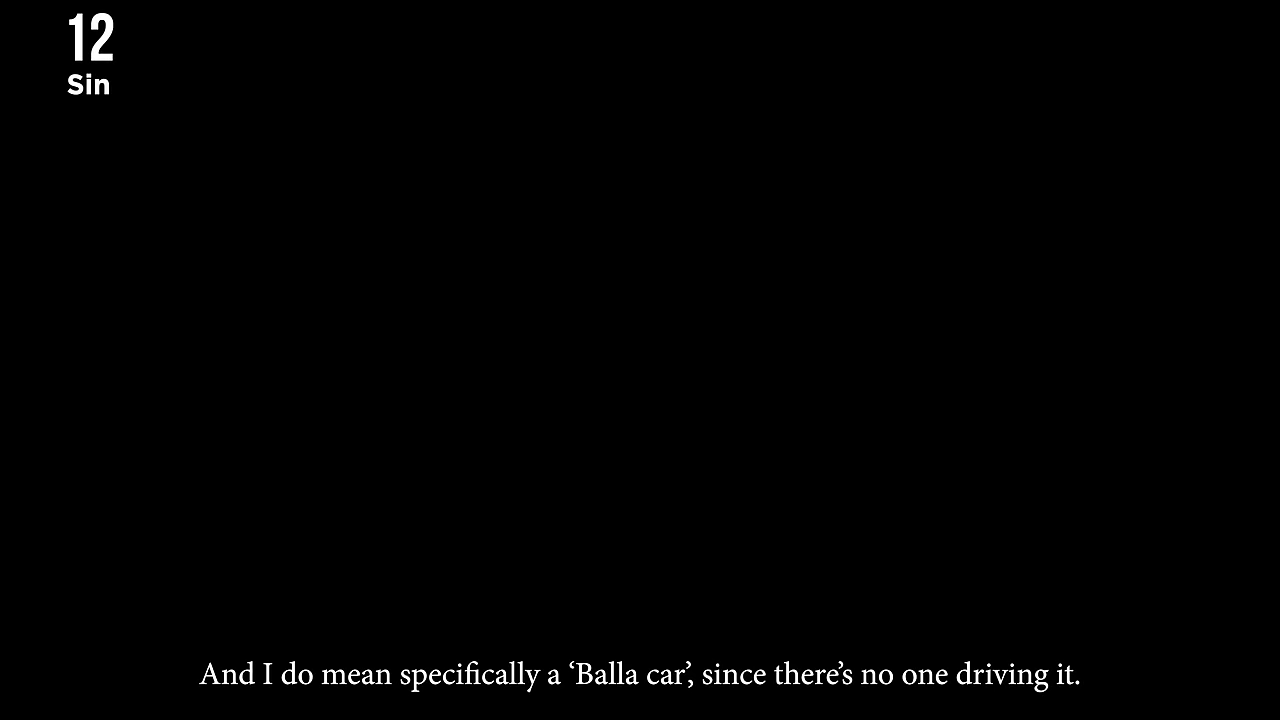 12
Sin
And I do mean specifically a ‘Balla car’, since there’s no one driving it.